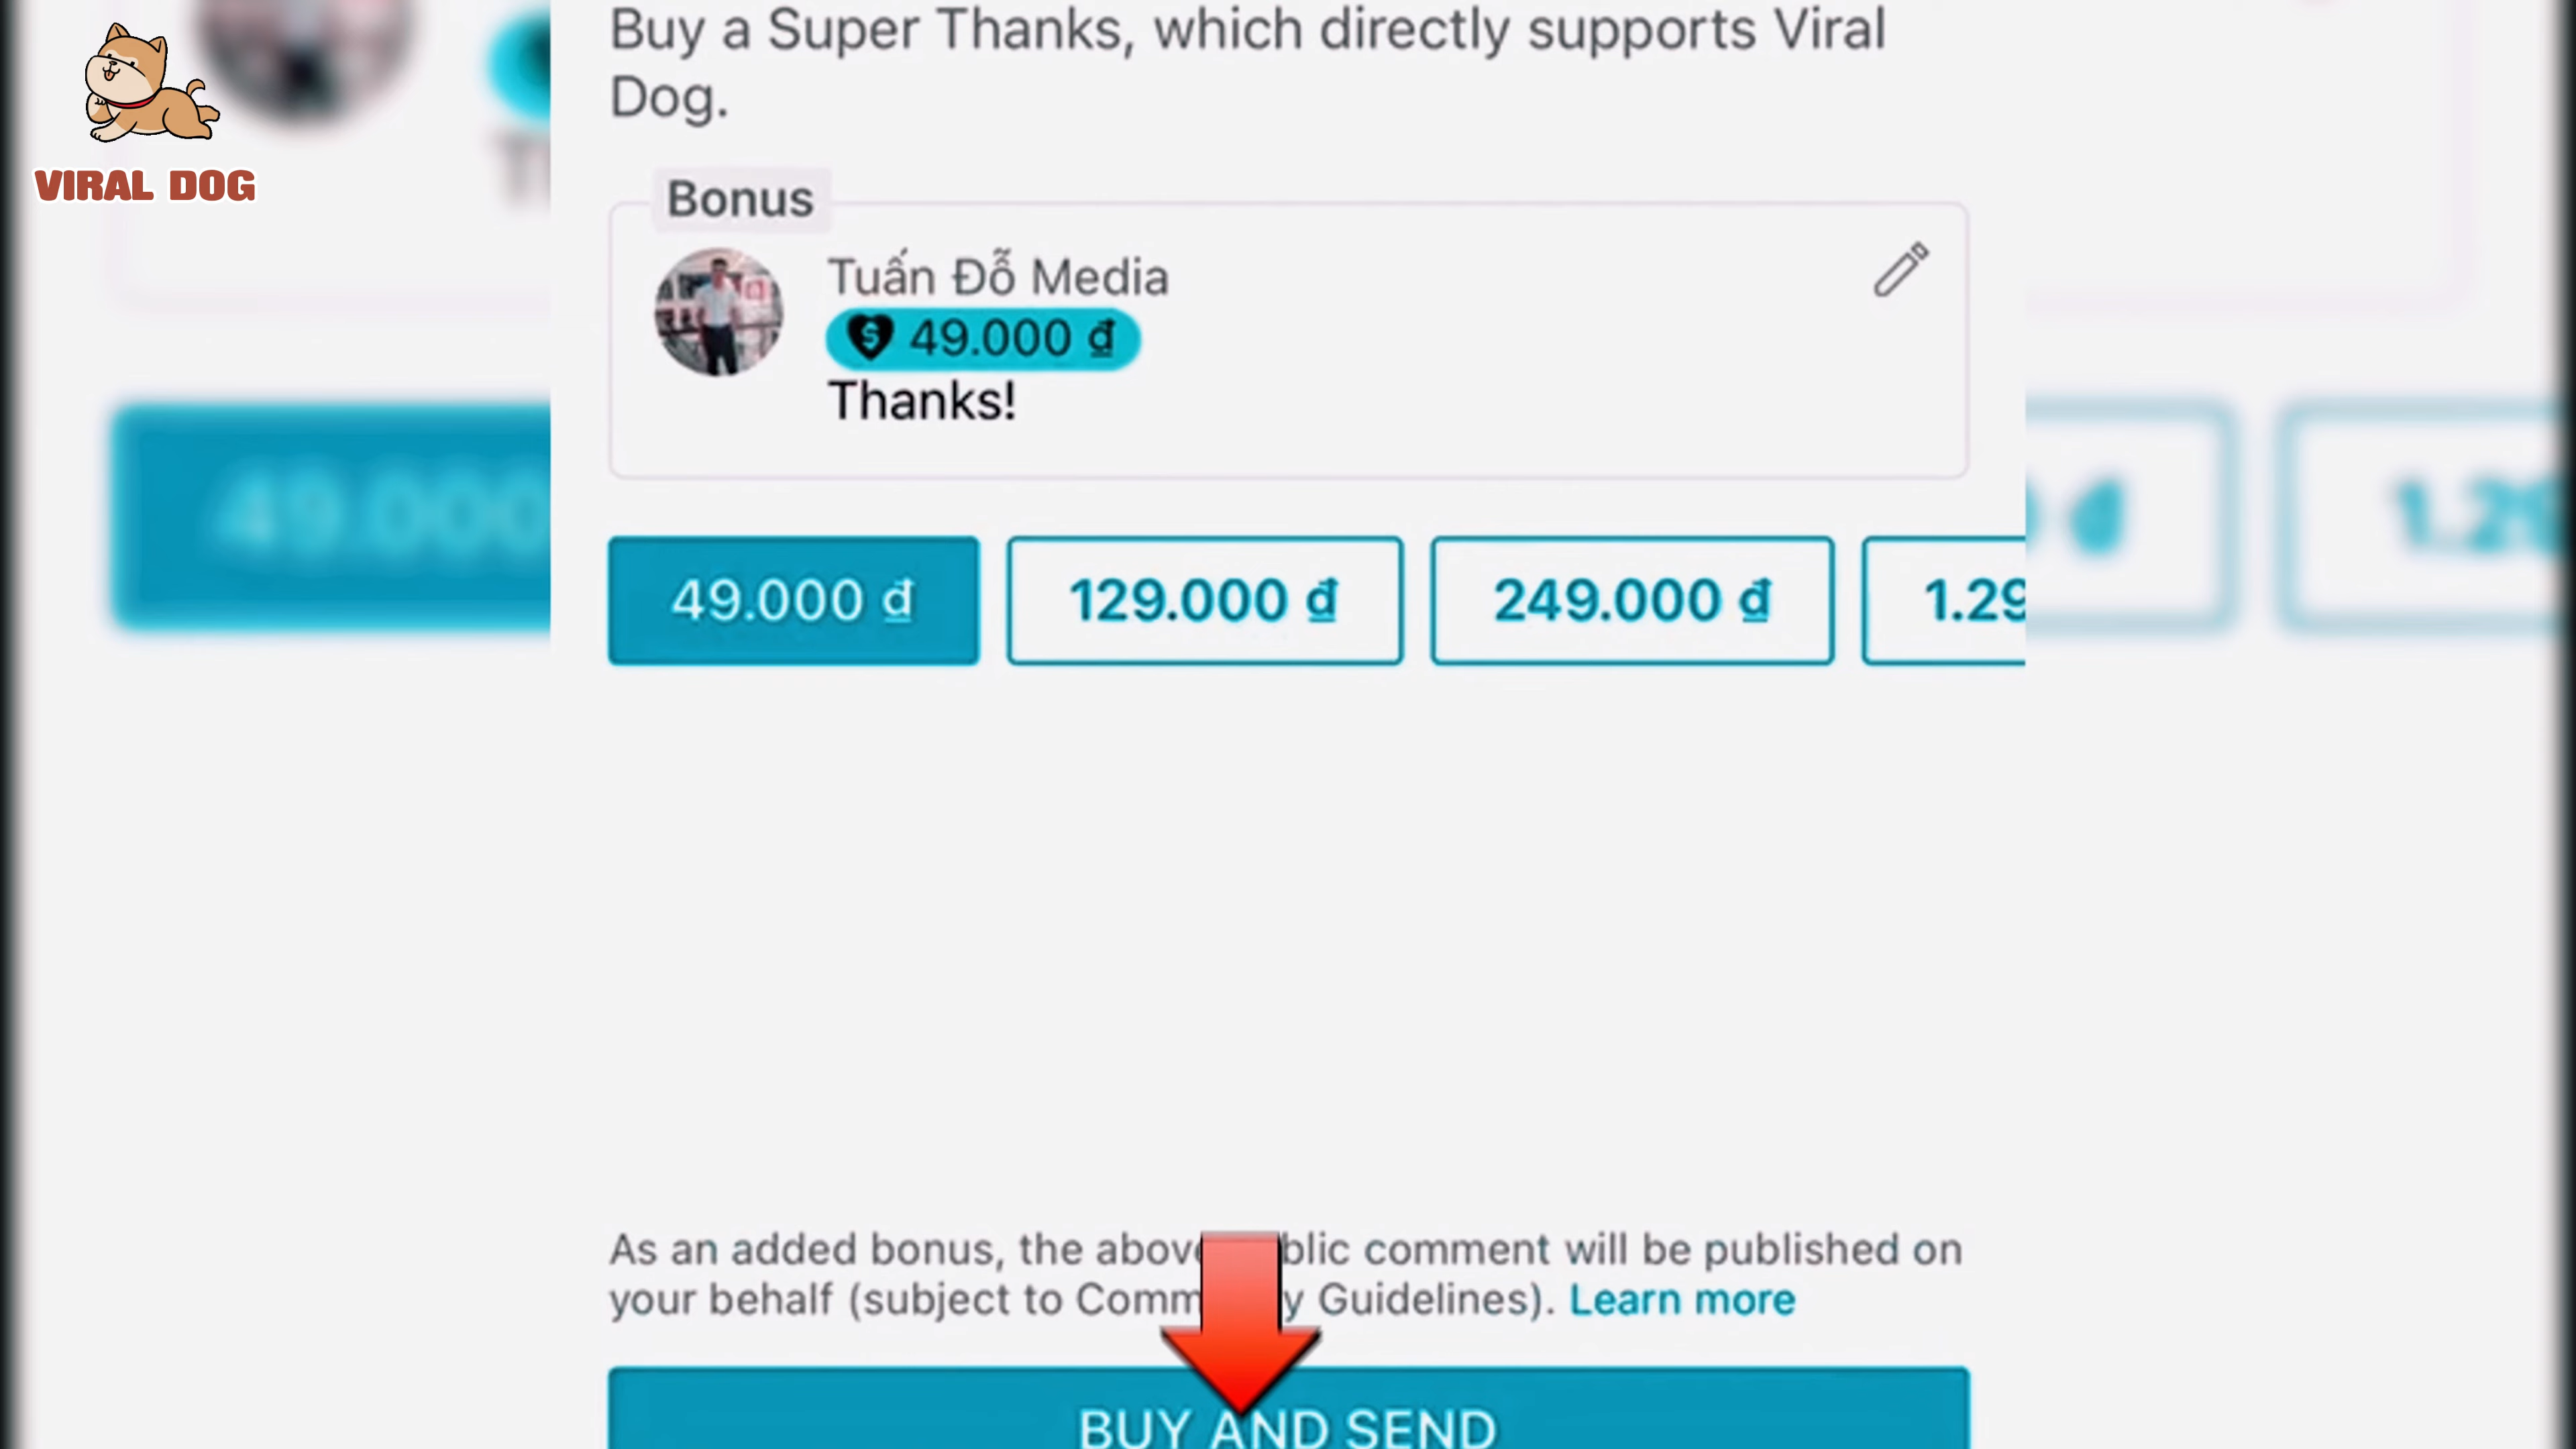 Buy a Super Thanks, which directly supports Viral
Dog.
VIRAL DOG
Bonus
Tuấn Đỗ Media
49.000 ₫
Thanks!
49.000 ₫ 129.000 ₫ 249.000 ₫ 1.29
As an added bonus, the above comment will be published on
your behalf (subject to Guidelines). Learn more
BUY AND SEND